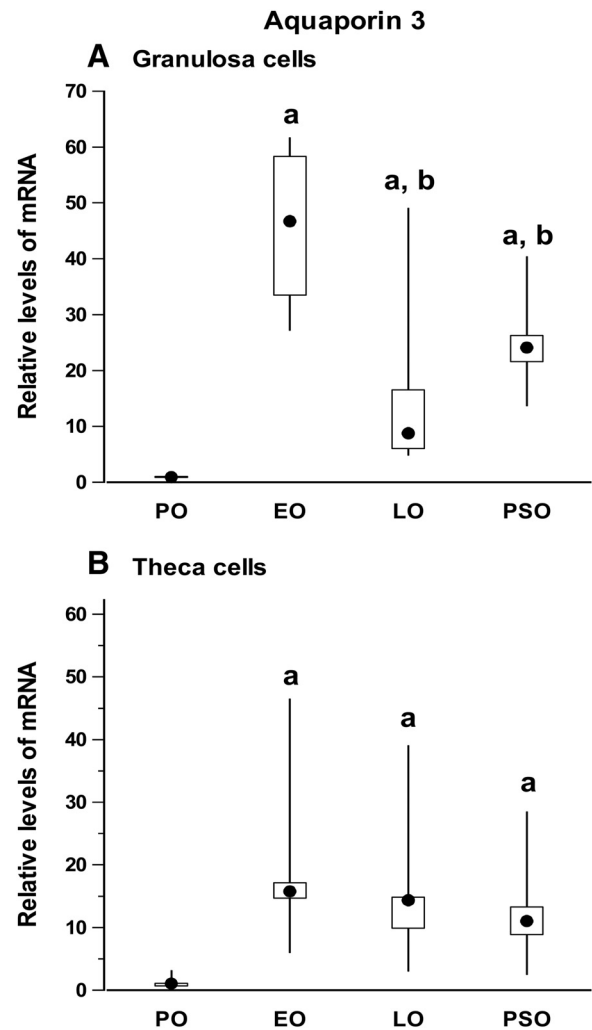 Aquaporin 3
A Granulosa cells
Relative levels of mRNA
70
60
50
40
30
20
10
0
a
a, b
a, b
PO EO LO PSO
B Theca cells
Relative levels of mRNA
60
50
40
30
20
10
0
a
a
a
PO EO LO PSO